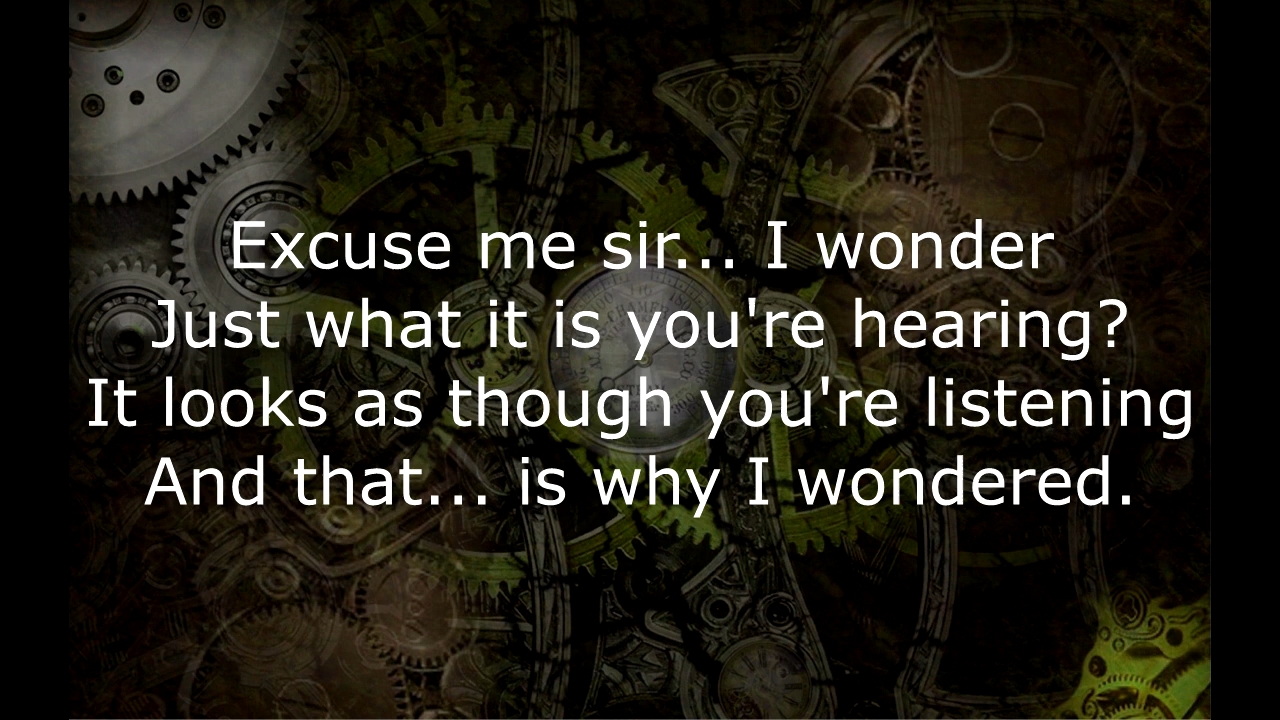 Excuse me sir... I wonder
Just what it is you're hearing?
It looks as though you're listening
And that... is why I wondered.